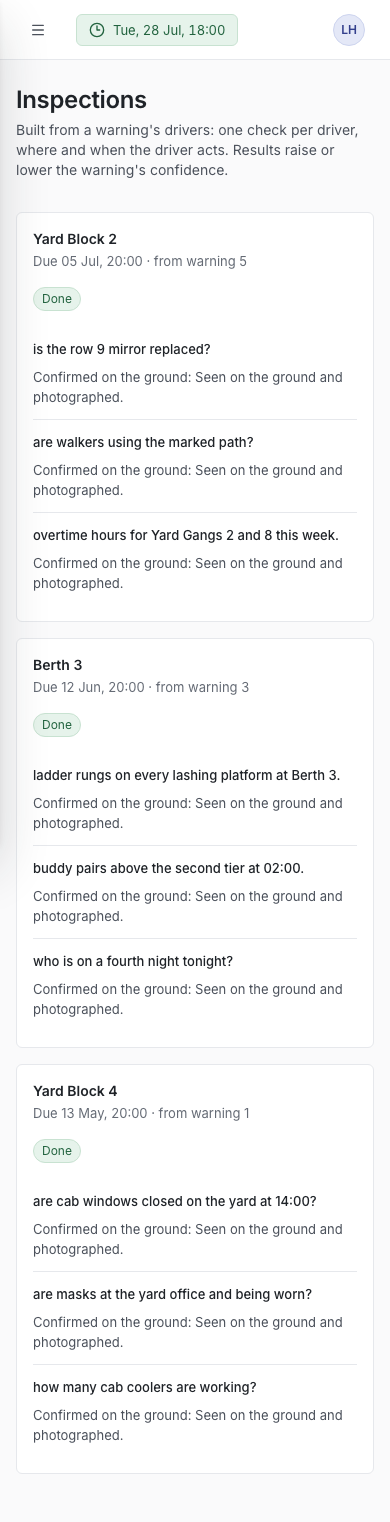 Tue, 28 Jul, 18:00
LH
Inspections
Built from a warning's drivers: one check per driver,
where and when the driver acts. Results raise or
lower the warning's confidence.
Yard Block 2
Due 05 Jul, 20:00 · from warning 5
Done
is the row 9 mirror replaced?
Confirmed on the ground: Seen on the ground and
photographed.
are walkers using the marked path?
Confirmed on the ground: Seen on the ground and
photographed.
overtime hours for Yard Gangs 2 and 8 this week.
Confirmed on the ground: Seen on the ground and
photographed.
Berth 3
Due 12 Jun, 20:00 · from warning 3
Done
ladder rungs on every lashing platform at Berth 3.
Confirmed on the ground: Seen on the ground and
photographed.
buddy pairs above the second tier at 02:00.
Confirmed on the ground: Seen on the ground and
photographed.
who is on a fourth night tonight?
Confirmed on the ground: Seen on the ground and
photographed.
Yard Block 4
Due 13 May, 20:00 · from warning 1
Done
are cab windows closed on the yard at 14:00?
Confirmed on the ground: Seen on the ground and
photographed.
are masks at the yard office and being worn?
Confirmed on the ground: Seen on the ground and
photographed.
how many cab coolers are working?
Confirmed on the ground: Seen on the ground and
photographed.